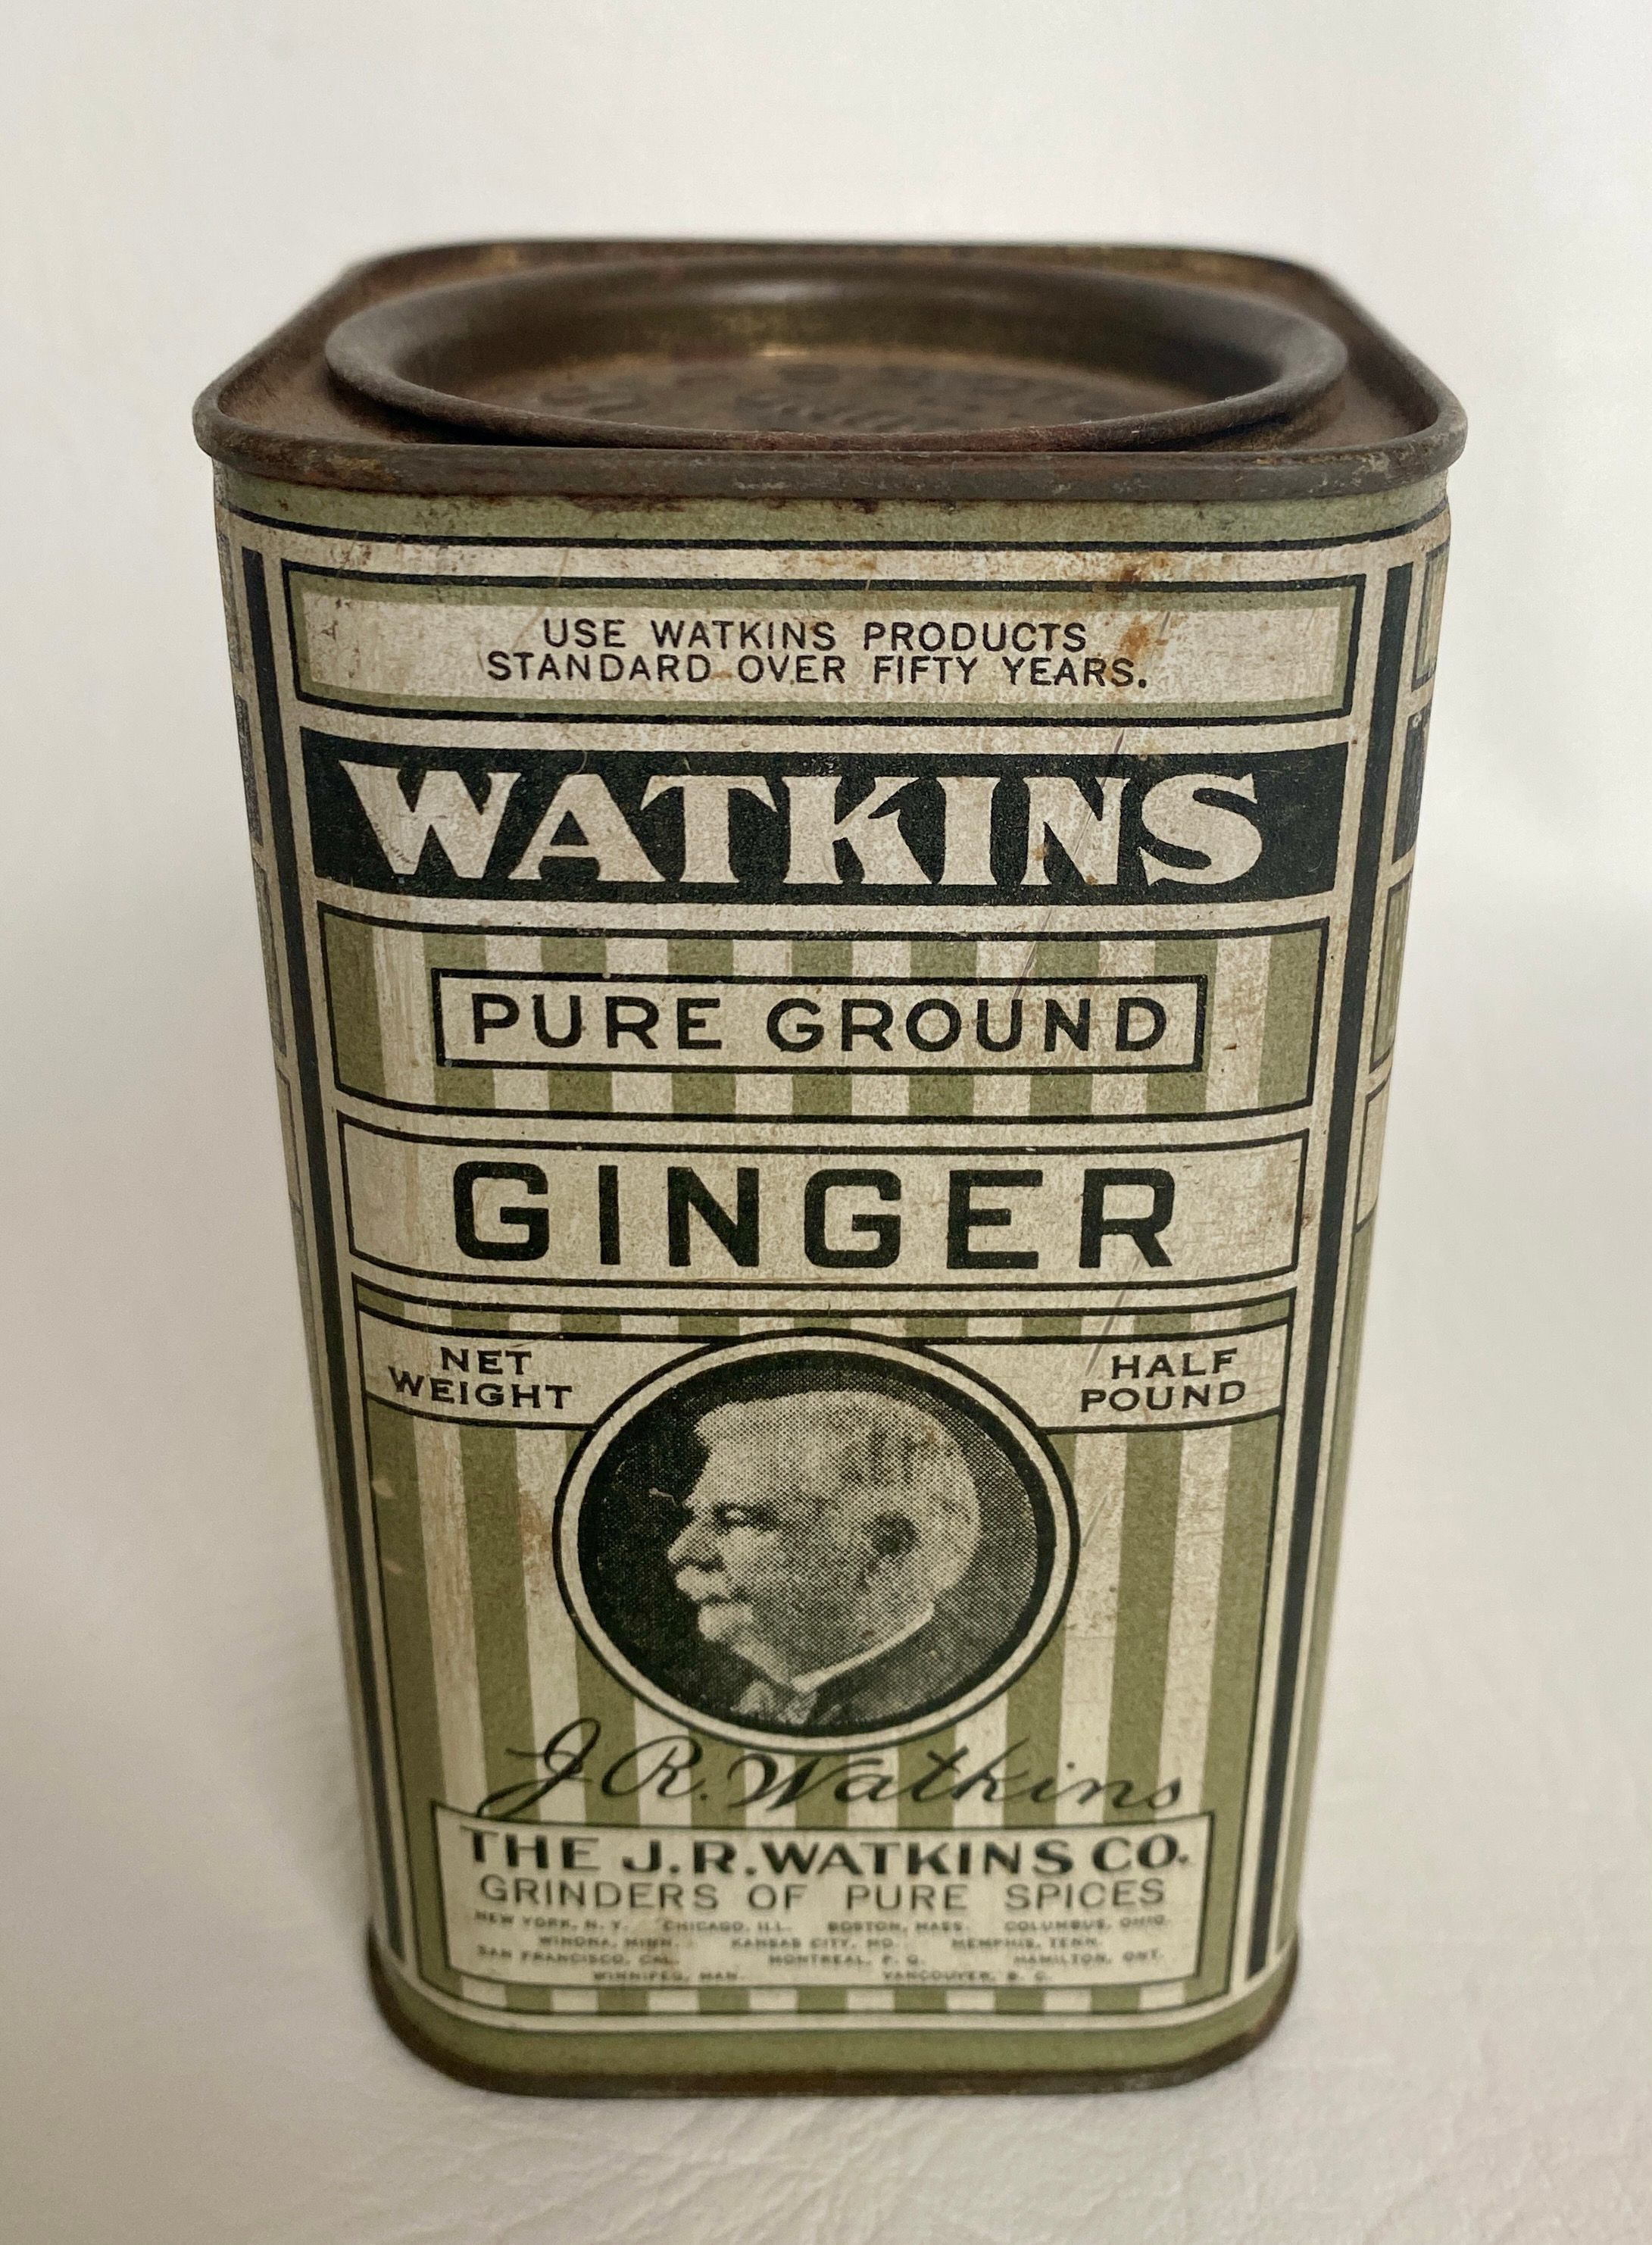 USE WATKINS PRODUCTS
STANDARD OVER FIFTY YEARS.
WATKINS
PURE GROUND
GINGER
NET WEIGHT
HALF POUND
J.R. Watkins
THE J.R.WATKINS CO.
GRINDERS OF PURE SPICES
NEW YORK, N. Y. CHICAGO, ILL. BOSTON, MASS. COLUMBUS, OHIO.
WINONA, MINN. KANSAS CITY, MO. MEMPHIS, TENN.
SAN FRANCISCO, CAL. MONTREAL, P. Q. HAMILTON, ONT.
WINNIPEG, MAN. VANCOUVER, B. C.